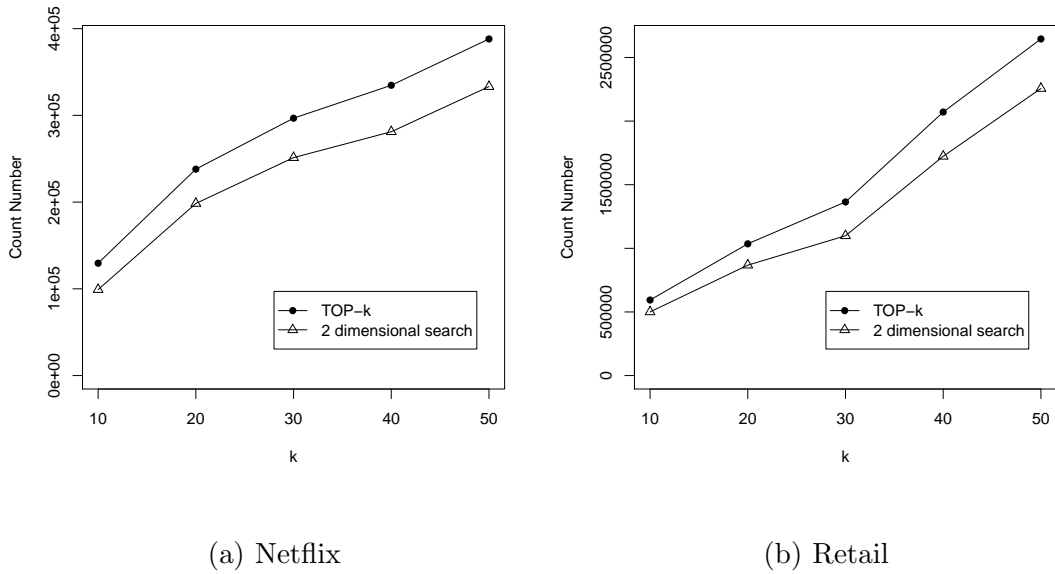 4e+05
3e+05
2e+05
1e+05
0e+00
Count Number
TOP−k
2 dimensional search
10 20 30 40 50
k
(a) Netflix
2500000
1500000
500000
0
Count Number
TOP−k
2 dimensional search
10 20 30 40 50
k
(b) Retail